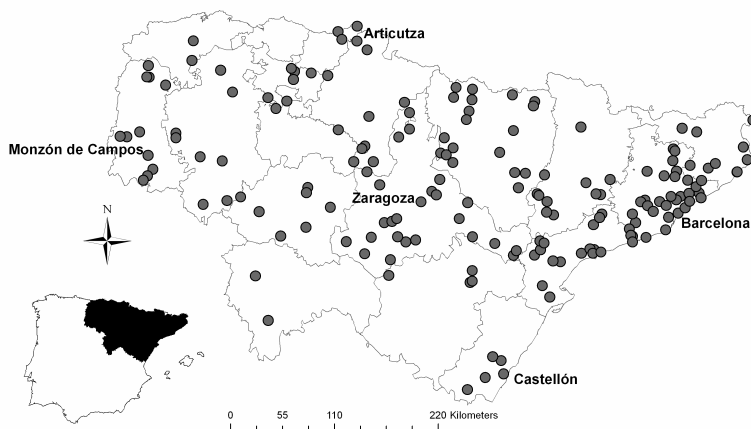 Articutza
Monzón de Campos
Zaragoza
Barcelona
N
Castellón
0 55 110 220 Kilometers